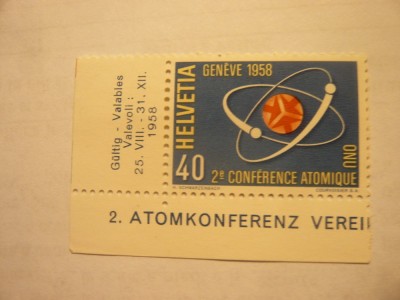 Gültig - Valables
Valevoli :
25. VIII. - 31. XII.
1958
HELVETIA
GENÈVE 1958
ONU
40
2e CONFÉRENCE ATOMIQUE
COURVOISIER S.A.
2. ATOMKONFERENZ VEREI